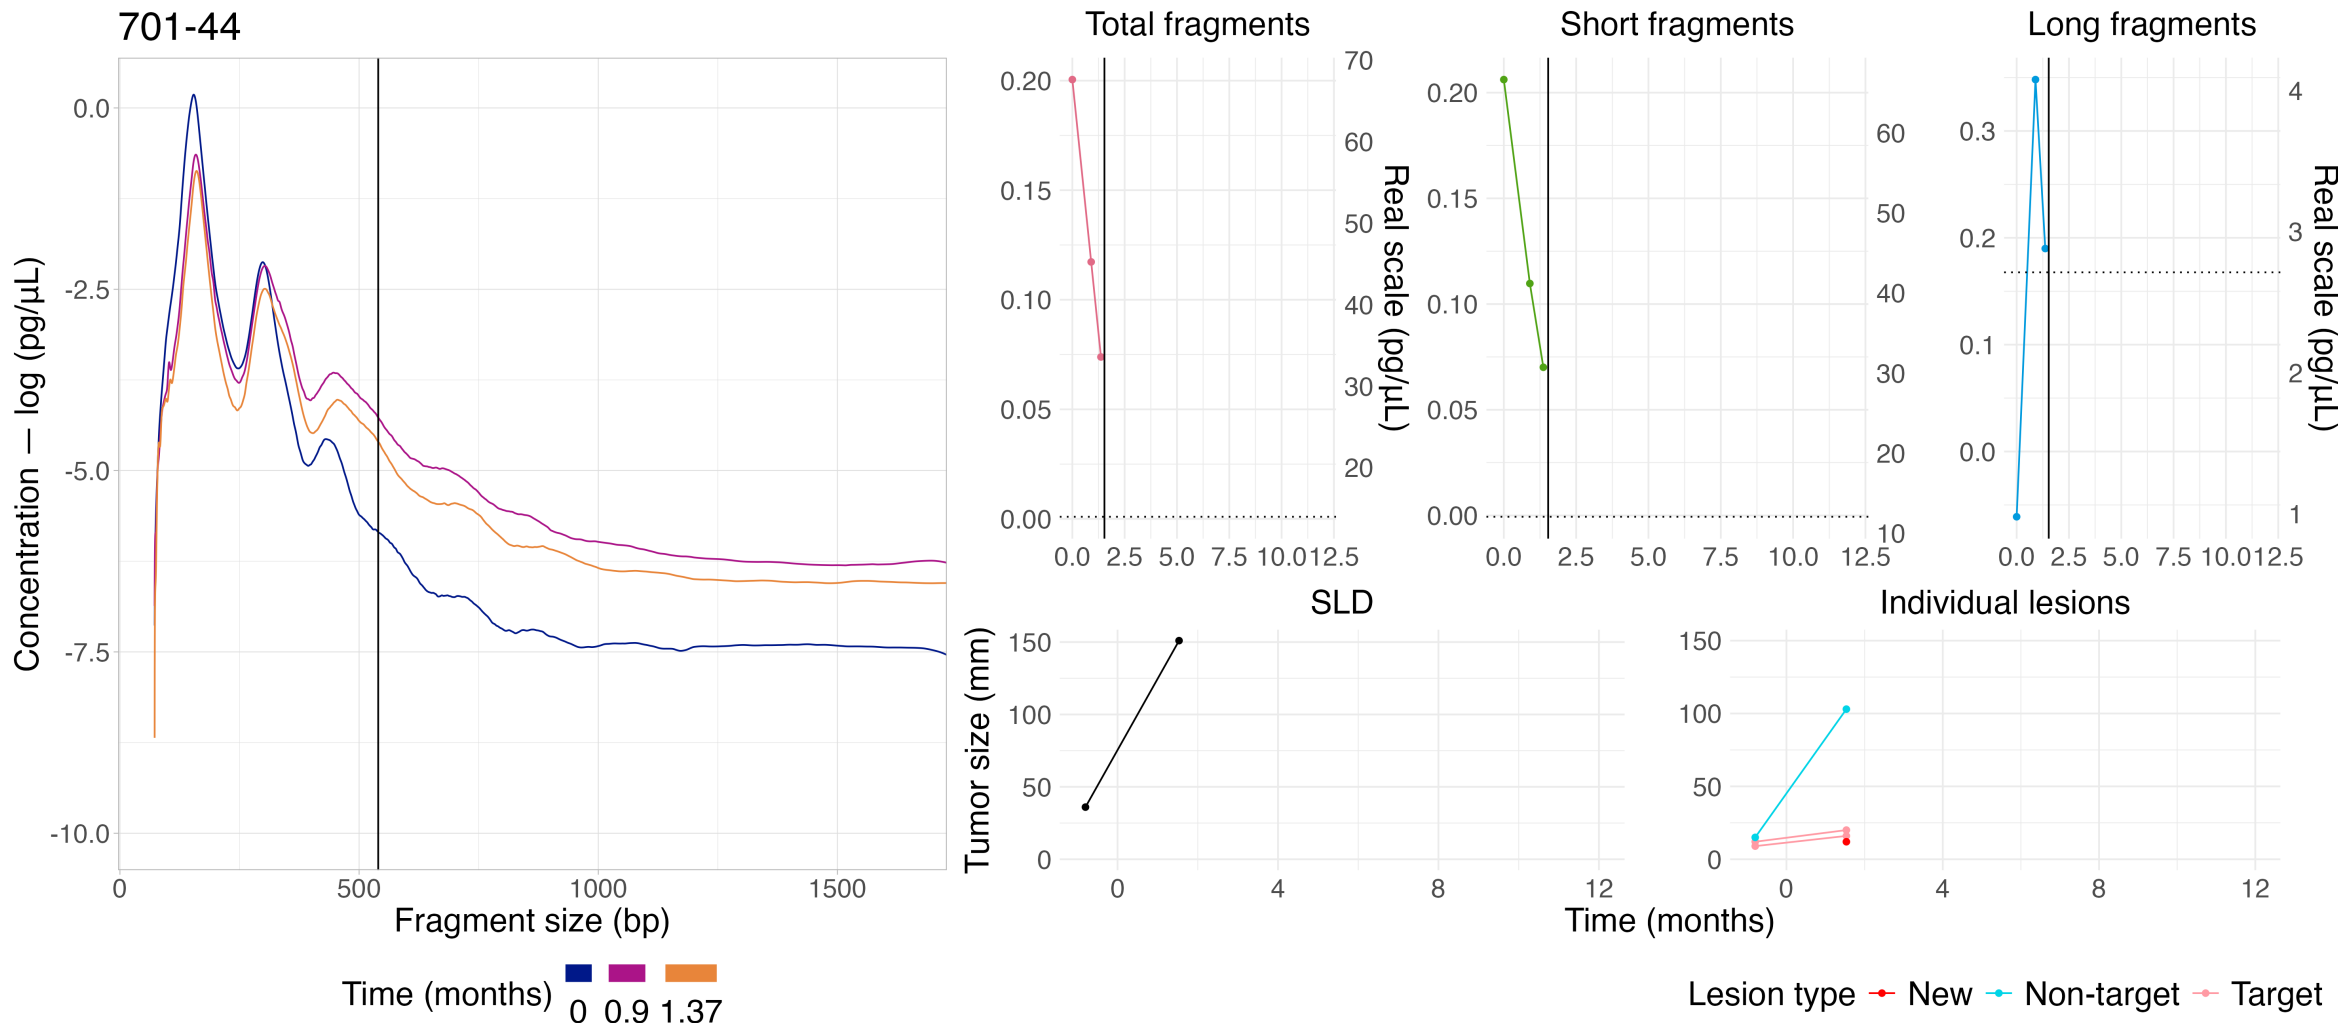 701-44
Concentration — log (pg/µL)
0.0
-2.5
-5.0
-7.5
-10.0
0 500 1000 1500
Fragment size (bp)
Time (months)
0 0.9 1.37
Total fragments
0.20
0.15
0.10
0.05
0.00
70
60
50
40
30
20
Real scale (pg/µL)
0.0 2.5 5.0 7.5 10.0 12.5
Short fragments
0.20
0.15
0.10
0.05
0.00
60
50
40
30
20
10
0.0 2.5 5.0 7.5 10.0 12.5
Long fragments
0.3
0.2
0.1
0.0
4
3
2
1
Real scale (pg/µL)
0.0 2.5 5.0 7.5 10.0 12.5
SLD
Tumor size (mm)
150
100
50
0
0 4 8 12
Individual lesions
150
100
50
0
0 4 8 12
Time (months)
Lesion type New Non-target Target